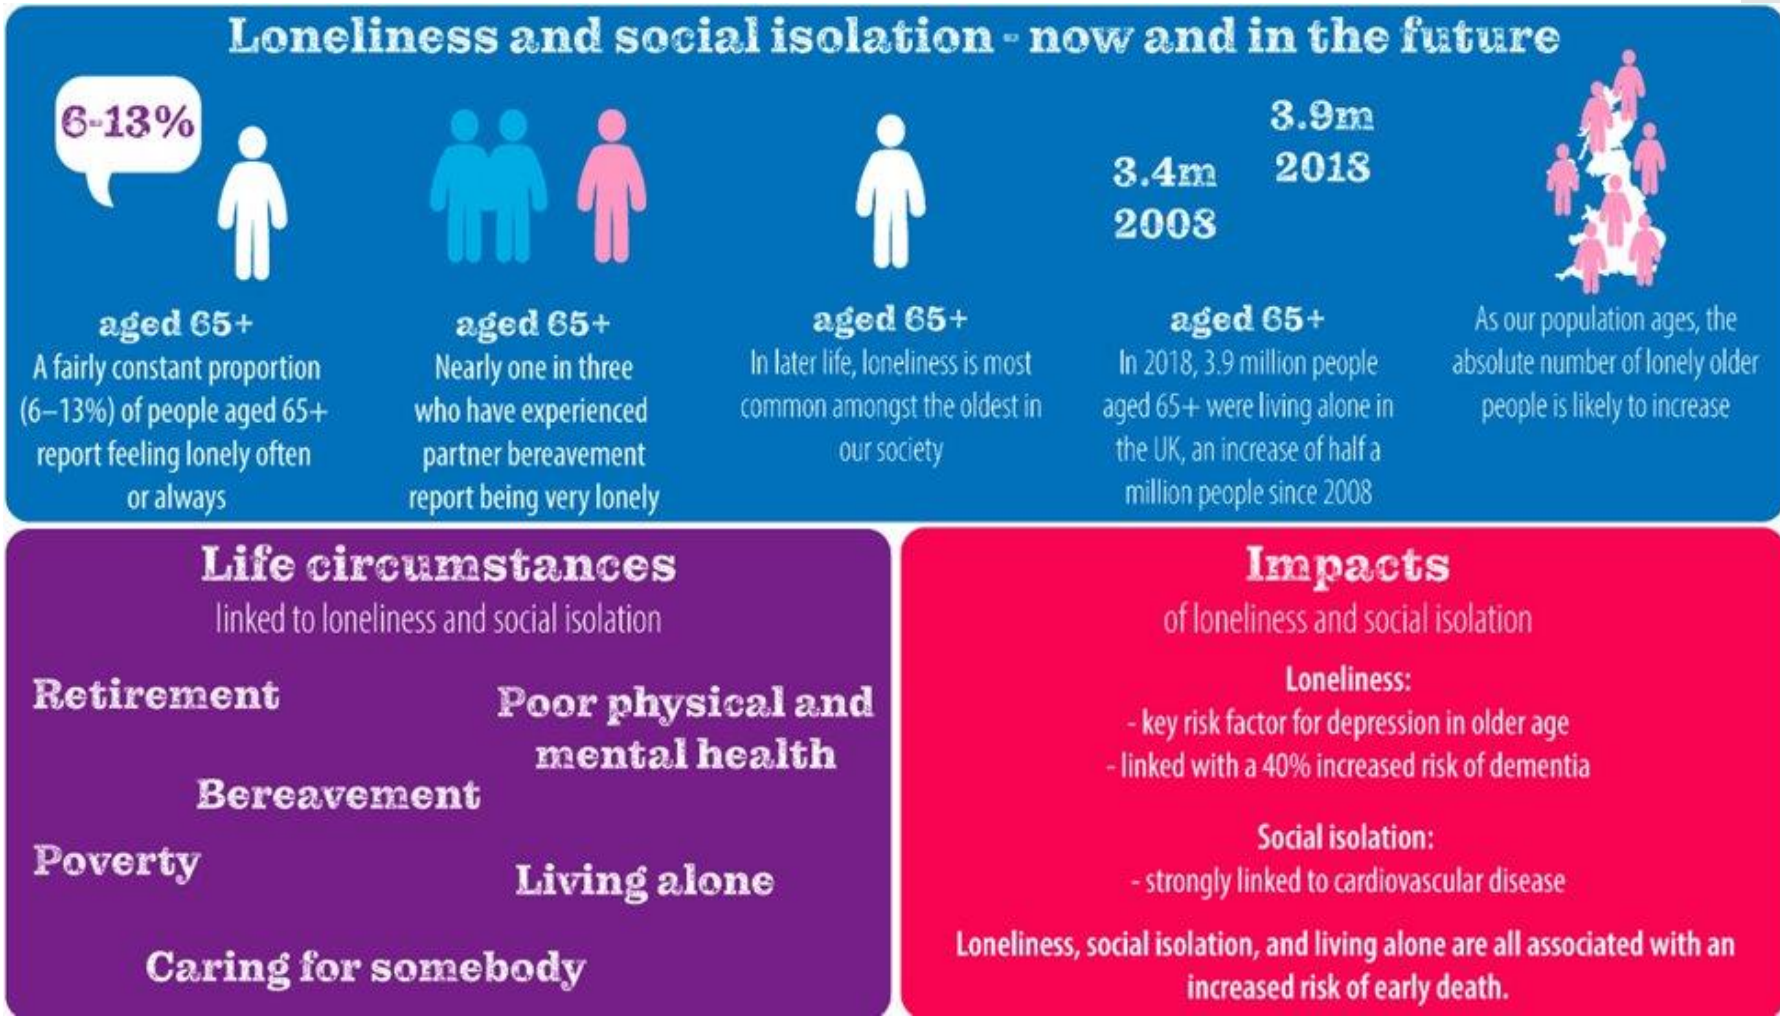 Loneliness and social isolation - now and in the future
6-13%
aged 65+
A fairly constant proportion
(6–13%) of people aged 65+
report feeling lonely often
or always
aged 65+
Nearly one in three
who have experienced
partner bereavement
report being very lonely
aged 65+
In later life, loneliness is most
common amongst the oldest in
our society
3.4m
2008
3.9m
2018
aged 65+
In 2018, 3.9 million people
aged 65+ were living alone in
the UK, an increase of half a
million people since 2008
As our population ages, the
absolute number of lonely older
people is likely to increase
Life circumstances
linked to loneliness and social isolation
Retirement
Poor physical and
mental health
Bereavement
Poverty
Living alone
Caring for somebody
Impacts
of loneliness and social isolation
Loneliness:
- key risk factor for depression in older age
- linked with a 40% increased risk of dementia
Social isolation:
- strongly linked to cardiovascular disease
Loneliness, social isolation, and living alone are all associated with an
increased risk of early death.